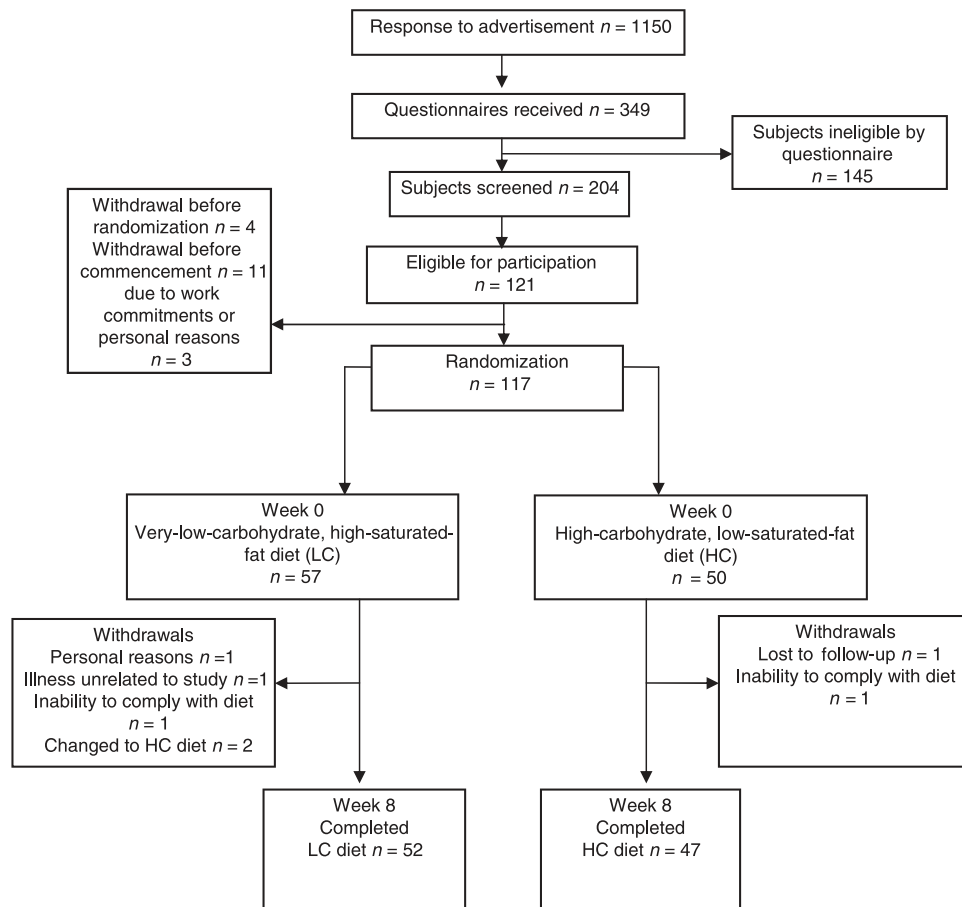 Response to advertisement n = 1150
Questionnaires received n = 349
Subjects ineligible by
questionnaire
n = 145
Subjects screened n = 204
Withdrawal before
randomization n = 4
Withdrawal before
commencement n = 11
due to work
commitments or
personal reasons
n = 3
Eligible for participation
n = 121
Randomization
n = 117
Week 0
Very-low-carbohydrate, high-saturated-
fat diet (LC)
n = 57
Week 0
High-carbohydrate, low-saturated-fat
diet (HC)
n = 50
Withdrawals
Personal reasons n =1
Illness unrelated to study n =1
Inability to comply with diet
n = 1
Changed to HC diet n = 2
Withdrawals
Lost to follow-up n = 1
Inability to comply with diet
n = 1
Week 8
Completed
LC diet n = 52
Week 8
Completed
HC diet n = 47